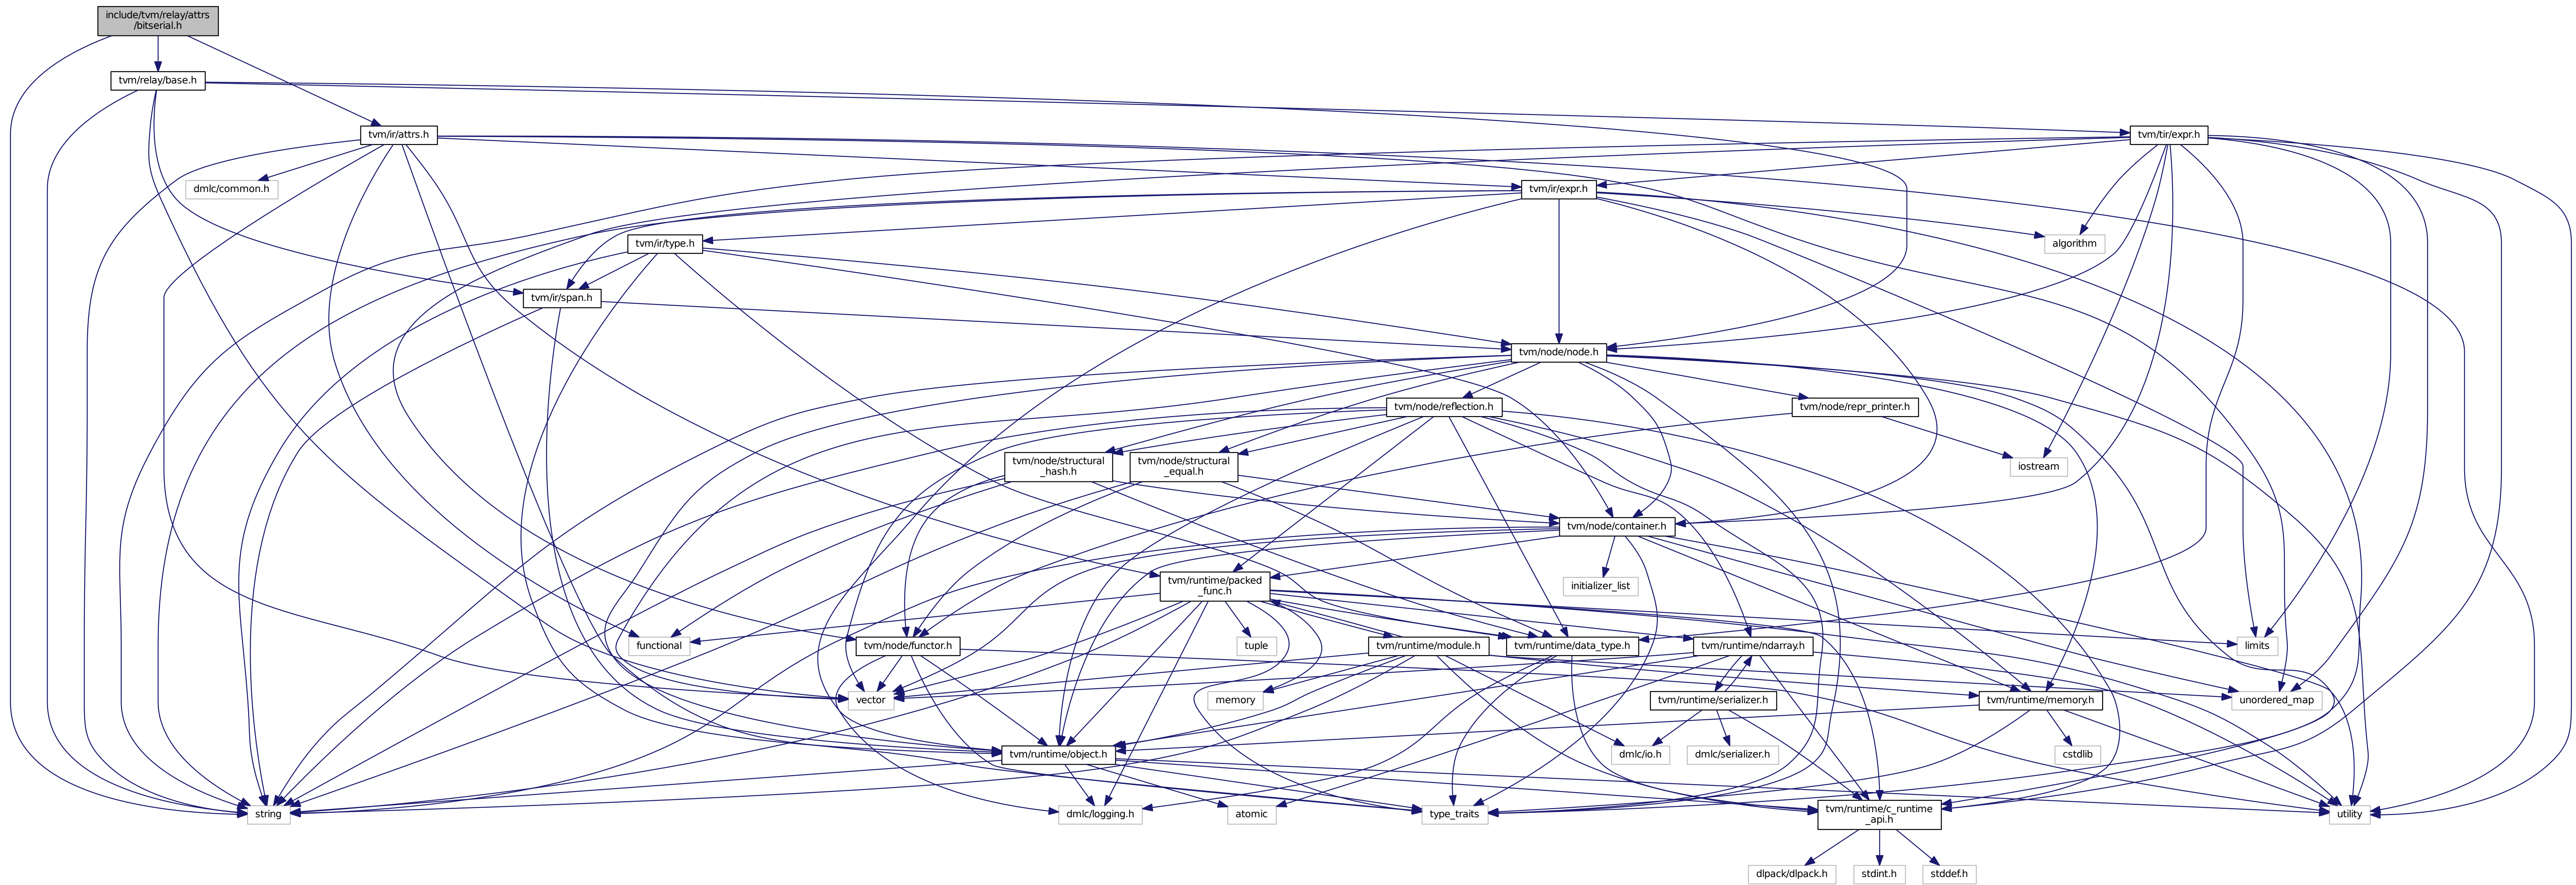 include/tvm/relay/attrs
/bitserial.h
tvm/relay/base.h
tvm/ir/attrs.h
tvm/tir/expr.h
dmlc/common.h
tvm/ir/expr.h
tvm/ir/type.h
algorithm
tvm/ir/span.h
tvm/node/node.h
tvm/node/reflection.h
tvm/node/repr_printer.h
tvm/node/structural
_hash.h
tvm/node/structural
_equal.h
iostream
tvm/node/container.h
tvm/runtime/packed
_func.h
initializer_list
functional
tvm/node/functor.h
tuple
tvm/runtime/module.h
tvm/runtime/data_type.h
tvm/runtime/ndarray.h
limits
vector
memory
tvm/runtime/serializer.h
tvm/runtime/memory.h
unordered_map
tvm/runtime/object.h
dmlc/io.h
dmlc/serializer.h
cstdlib
string
dmlc/logging.h
atomic
type_traits
tvm/runtime/c_runtime
_api.h
utility
dlpack/dlpack.h
stdint.h
stddef.h